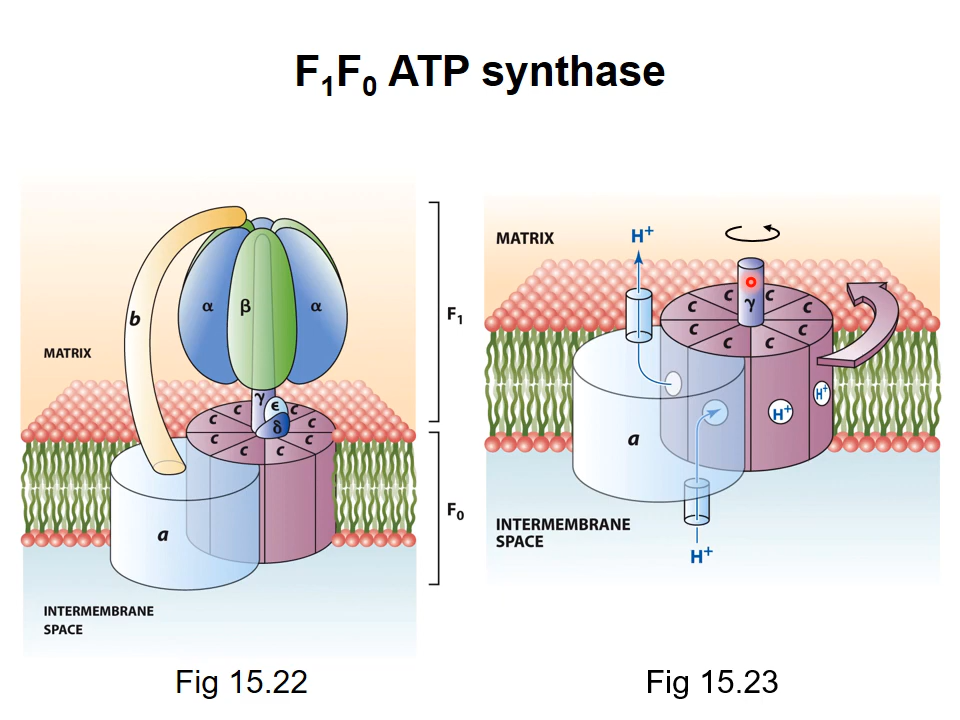 F₁F₀ ATP synthase
b
α
β
α
MATRIX
γ
ε
δ
c
c
c
c
c
c
c
a
F₁
F₀
INTERMEMBRANE
SPACE
Fig 15.22
MATRIX
H⁺
γ
c
c
c
c
c
c
c
c
H⁺
H⁺
a
INTERMEMBRANE
SPACE
H⁺
Fig 15.23